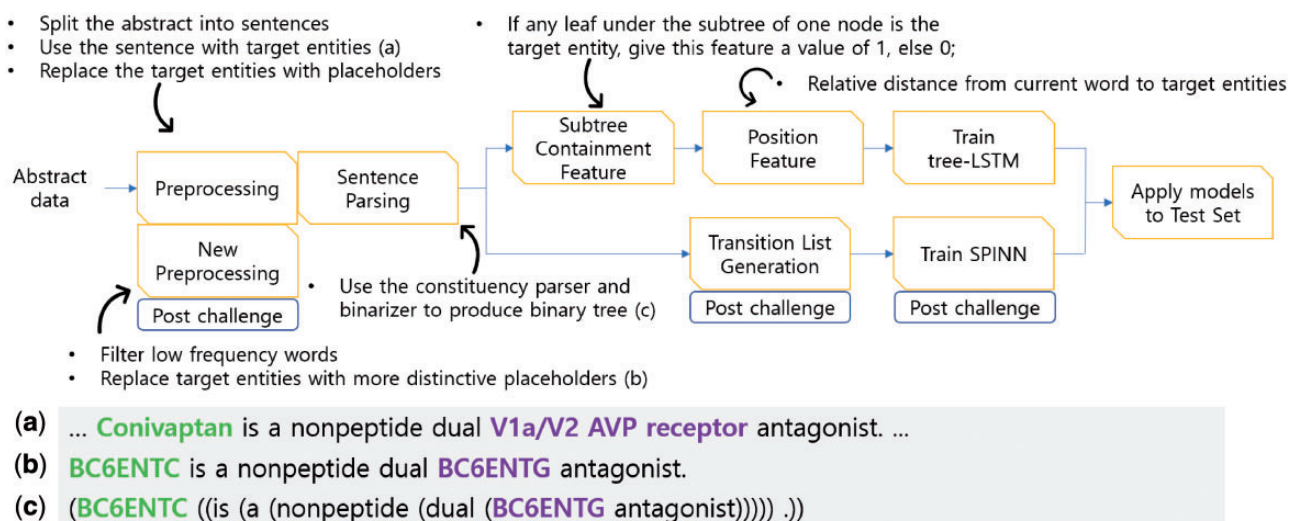 • Split the abstract into sentences
• Use the sentence with target entities (a)
• Replace the target entities with placeholders
• If any leaf under the subtree of one node is the
target entity, give this feature a value of 1, else 0;
• Relative distance from current word to target entities
Abstract
data
Preprocessing
Sentence
Parsing
New
Preprocessing
Post challenge
Subtree
Containment
Feature
Position
Feature
Train
tree-LSTM
Transition List
Generation
Post challenge
Train SPINN
Post challenge
Apply models
to Test Set
• Use the constituency parser and
binarizer to produce binary tree (c)
• Filter low frequency words
• Replace target entities with more distinctive placeholders (b)
(a) ... Conivaptan is a nonpeptide dual V1a/V2 AVP receptor antagonist. ...
(b) BC6ENTC is a nonpeptide dual BC6ENTG antagonist.
(c) (BC6ENTC ((is (a (nonpeptide (dual (BC6ENTG antagonist))))) .))